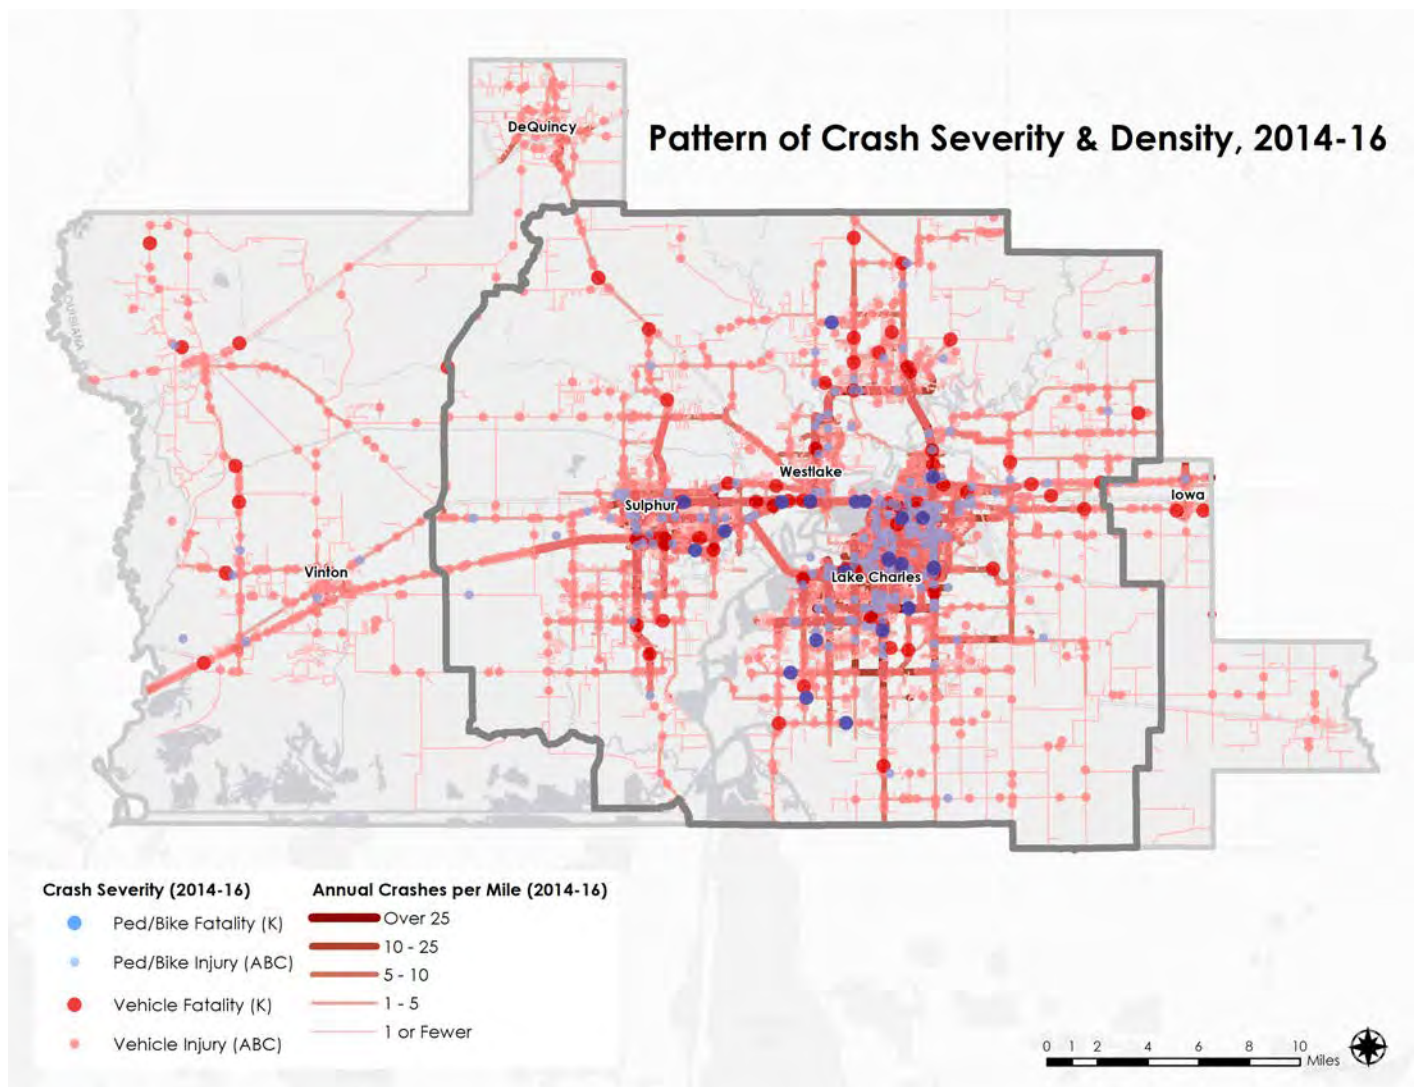 Pattern of Crash Severity & Density, 2014-16
DeQuincy
LOUISIANA
Westlake
Sulphur
Iowa
Vinton
Lake Charles
Crash Severity (2014-16)
Ped/Bike Fatality (K)
Ped/Bike Injury (ABC)
Vehicle Fatality (K)
Vehicle Injury (ABC)
Annual Crashes per Mile (2014-16)
Over 25
10 - 25
5 - 10
1 - 5
1 or Fewer
0 1 2 4 6 8 10
Miles